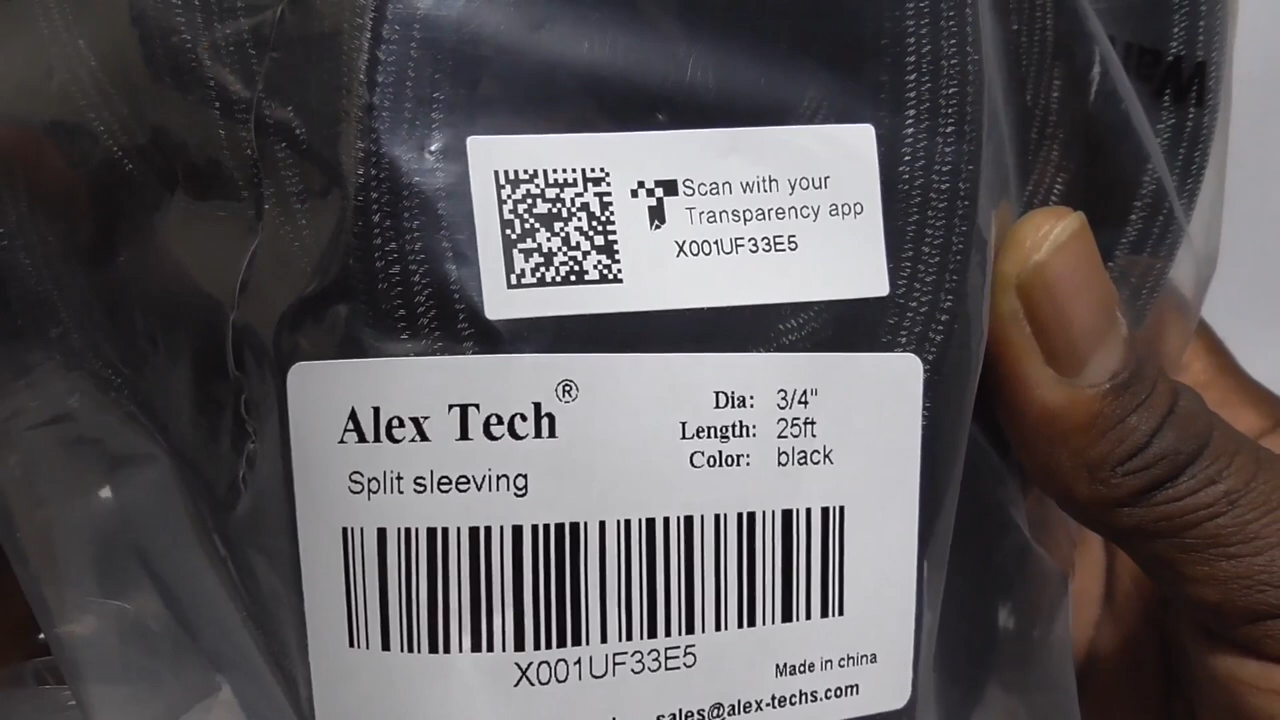 Scan with your
Transparency app
X001UF33E5
Alex Tech®
Split sleeving
Dia: 3/4"
Length: 25ft
Color: black
X001UF33E5
Made in china
sales@alex-techs.com